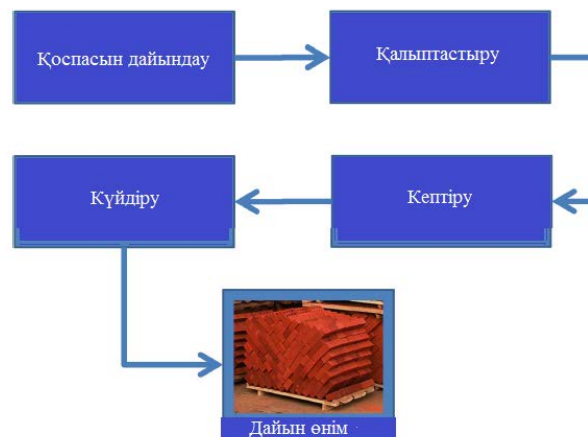 Қоспасын дайындау
Қалыптастыру
Кептіру
Күйдіру
Дайын өнім